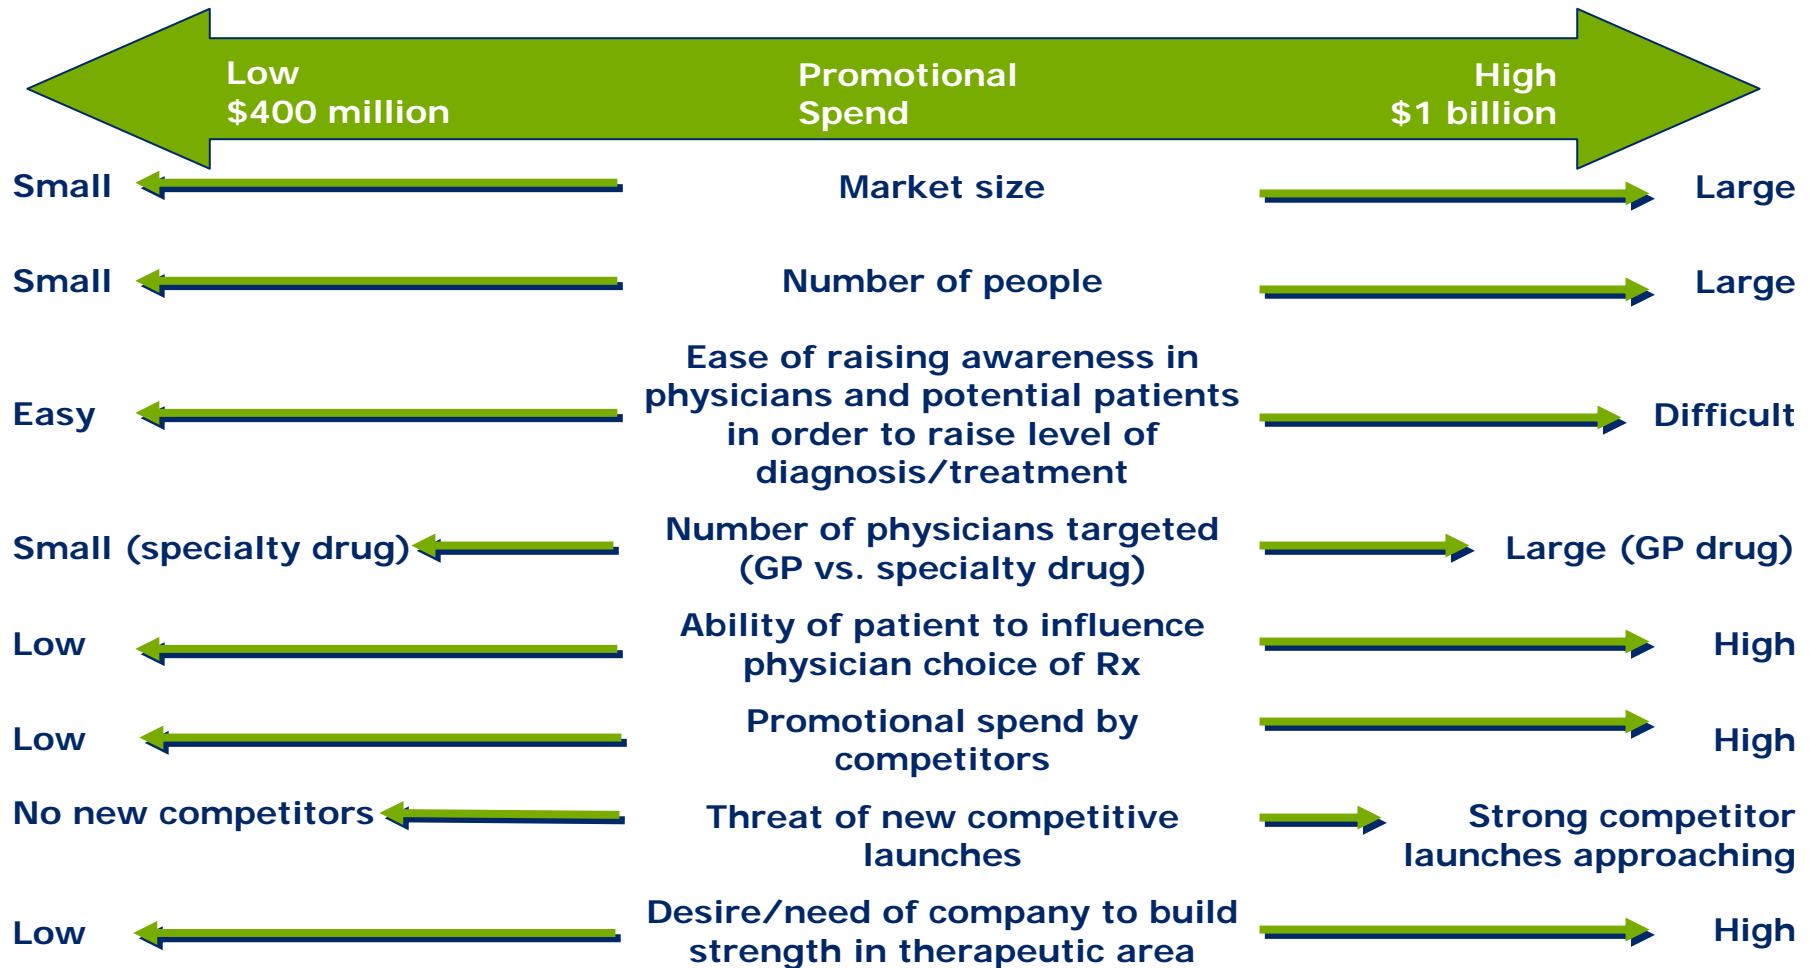 Low
$400 million
Promotional
Spend
High
$1 billion
Small
Market size
Large
Small
Number of people
Large
Easy
Ease of raising awareness in
physicians and potential patients
in order to raise level of
diagnosis/treatment
Difficult
Small (specialty drug)
Number of physicians targeted
(GP vs. specialty drug)
Large (GP drug)
Low
Ability of patient to influence
physician choice of Rx
High
Low
Promotional spend by
competitors
High
No new competitors
Threat of new competitive
launches
Strong competitor
launches approaching
Low
Desire/need of company to build
strength in therapeutic area
High